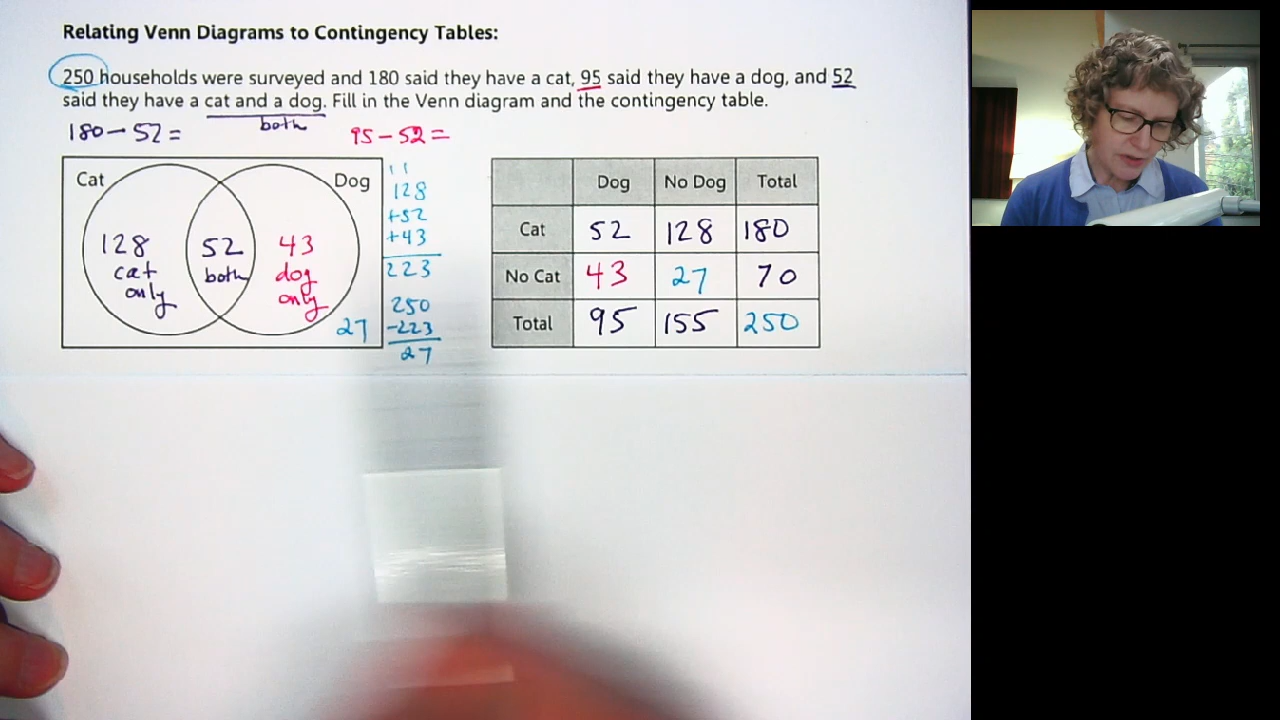 Relating Venn Diagrams to Contingency Tables:
250 households were surveyed and 180 said they have a cat, 95 said they have a dog, and 52
said they have a cat and a dog. Fill in the Venn diagram and the contingency table.
both
180 - 52 =
95 - 52 =
Cat
Dog
128
cat
only
52
both
43
dog
only
27
1 1
128
+52
+43
223
250
-223
27
Dog No Dog Total
Cat 52 128 180
No Cat 43 27 70
Total 95 155 250